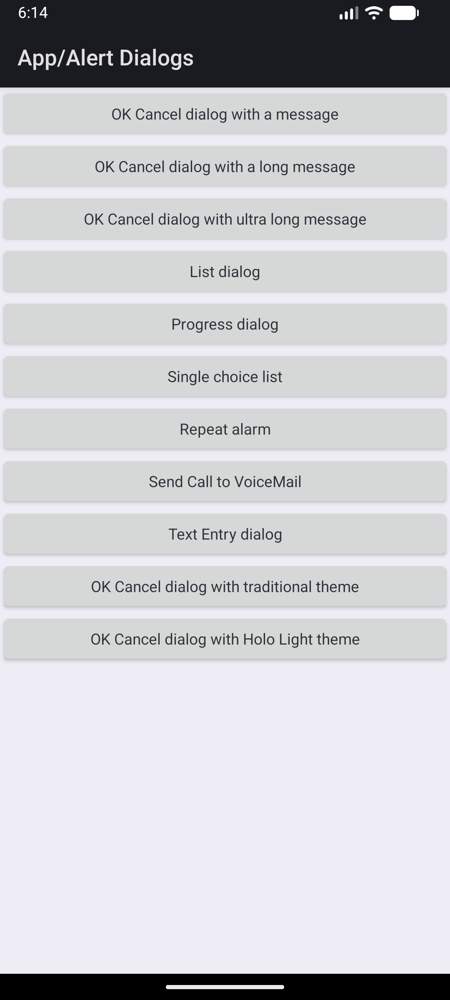 6:14
App/Alert Dialogs
OK Cancel dialog with a message
OK Cancel dialog with a long message
OK Cancel dialog with ultra long message
List dialog
Progress dialog
Single choice list
Repeat alarm
Send Call to VoiceMail
Text Entry dialog
OK Cancel dialog with traditional theme
OK Cancel dialog with Holo Light theme